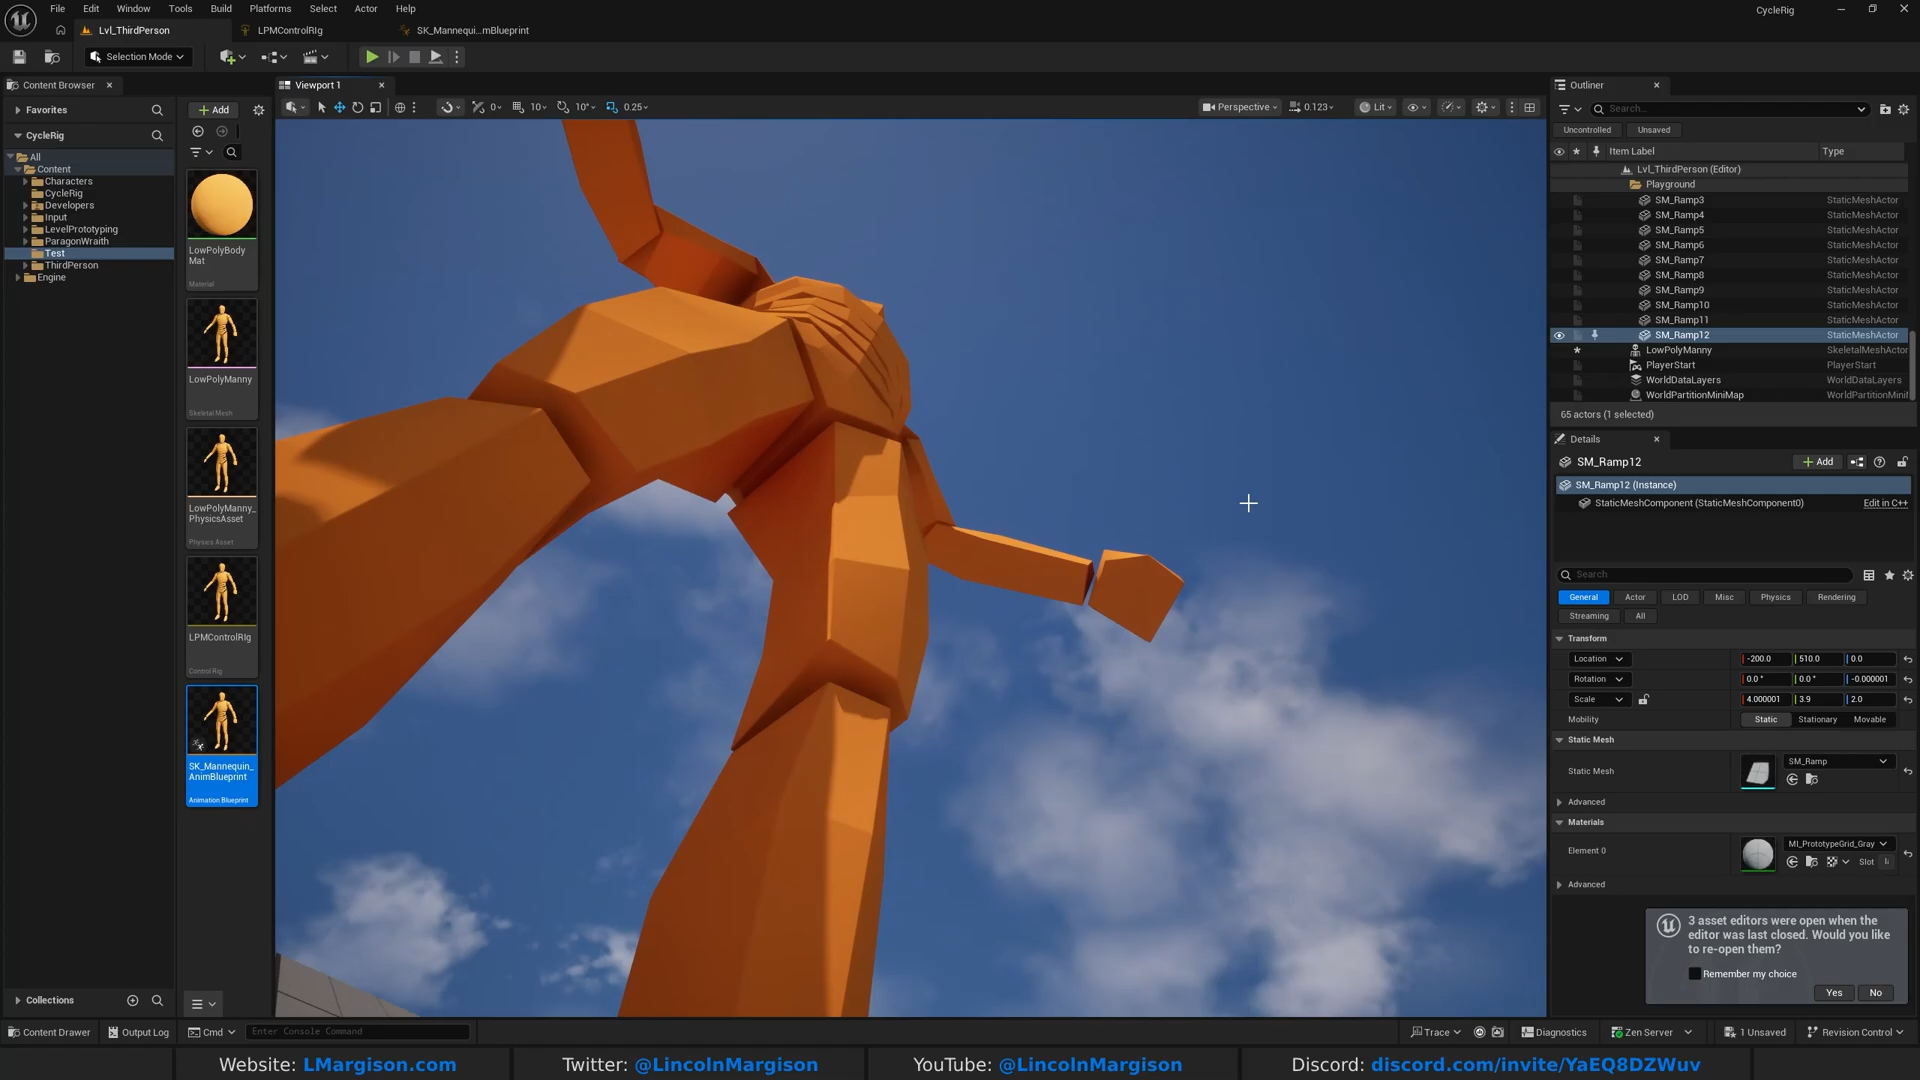 File Edit Window Tools Build Platforms Select Actor Help
CycleRig
Lvl_ThirdPerson
LPMControlRIg
SK_Mannequi...mBlueprint
Selection Mode
Content Browser
Viewport 1
Outliner
Favorites
Add
0
10
10°
0.25
Perspective
0.123
Lit
Search...
CycleRig
Uncontrolled
Unsaved
All
Content
Characters
CycleRig
Developers
Input
LevelPrototyping
ParagonWraith
Test
ThirdPerson
Engine
LowPolyBody
Mat
Material
LowPolyManny
Skeletal Mesh
LowPolyManny_
PhysicsAsset
Physics Asset
LPMControlRIg
Control Rig
SK_Mannequin_
AnimBlueprint
Animation Blueprint
Item Label
Type
Lvl_ThirdPerson (Editor)
Playground
SM_Ramp3 StaticMeshActor
SM_Ramp4 StaticMeshActor
SM_Ramp5 StaticMeshActor
SM_Ramp6 StaticMeshActor
SM_Ramp7 StaticMeshActor
SM_Ramp8 StaticMeshActor
SM_Ramp9 StaticMeshActor
SM_Ramp10 StaticMeshActor
SM_Ramp11 StaticMeshActor
SM_Ramp12 StaticMeshActor
LowPolyManny SkeletalMeshActo
PlayerStart PlayerStart
WorldDataLayers WorldDataLayers
WorldPartitionMiniMap WorldPartitionMini
65 actors (1 selected)
Details
SM_Ramp12
Add
SM_Ramp12 (Instance)
StaticMeshComponent (StaticMeshComponent0)
Edit in C++
Search
General Actor LOD Misc Physics Rendering
Streaming All
Transform
Location -200.0 510.0 0.0
Rotation 0.0 ° 0.0 ° -0.000001
Scale 4.000001 3.9 2.0
Mobility Static Stationary Movable
Static Mesh
Static Mesh SM_Ramp
Advanced
Materials
Element 0 MI_PrototypeGrid_Gray
Slot
Advanced
3 asset editors were open when the
editor was last closed. Would you like
to re-open them?
Remember my choice
Yes No
Collections
Content Drawer Output Log Cmd Enter Console Command
Trace Diagnostics Zen Server 1 Unsaved Revision Control
Website: LMargison.com
Twitter: @LincolnMargison
YouTube: @LincolnMargison
Discord: discord.com/invite/YaEQ8DZWuv